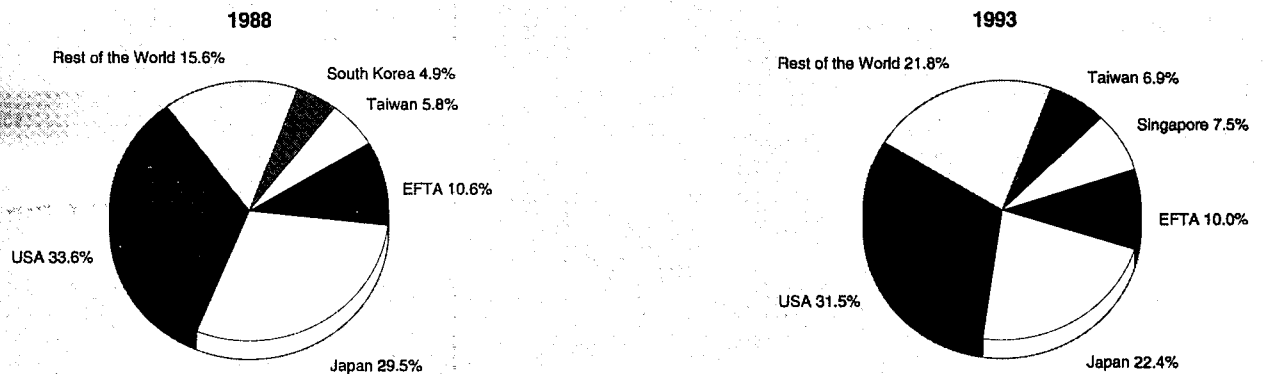 1988
Rest of the World 15.6%
South Korea 4.9%
Taiwan 5.8%
EFTA 10.6%
USA 33.6%
Japan 29.5%
1993
Rest of the World 21.8%
Taiwan 6.9%
Singapore 7.5%
EFTA 10.0%
USA 31.5%
Japan 22.4%